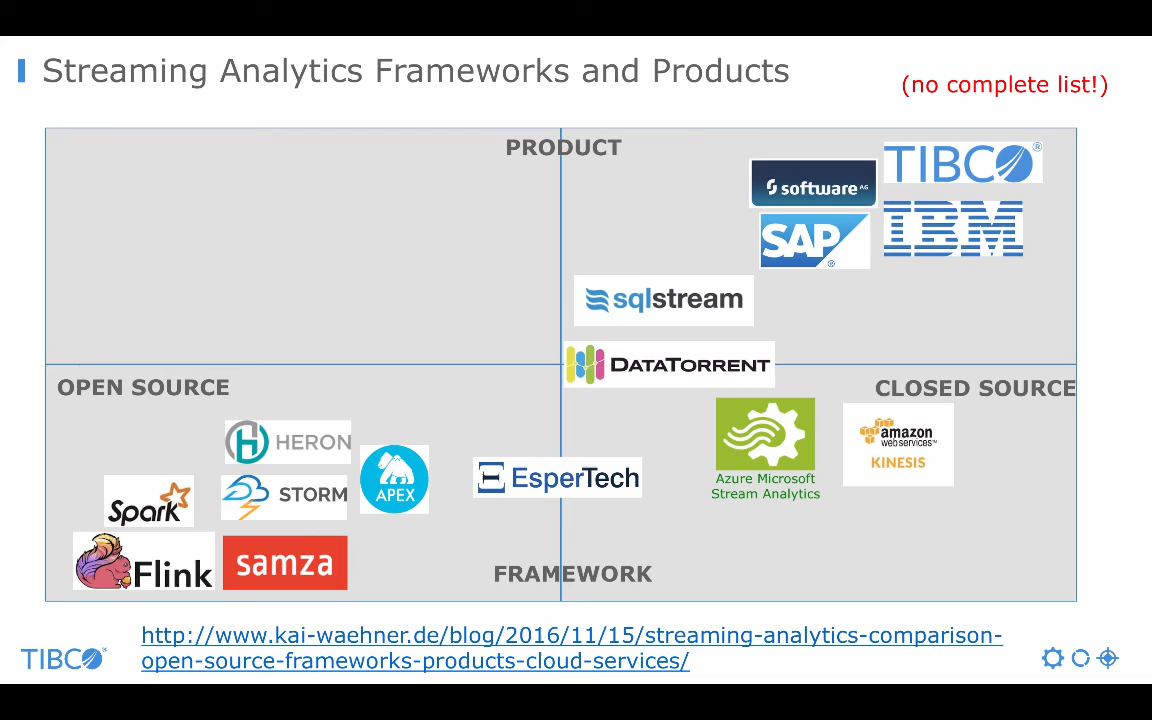 Streaming Analytics Frameworks and Products
(no complete list!)
PRODUCT
software AG
TIBCO®
SAP®
IBM
sqlstream
DATATORRENT
OPEN SOURCE
CLOSED SOURCE
HERON
STORM
APEX
Spark
Flink
samza
EsperTech
Azure Microsoft
Stream Analytics
amazon
web services™
KINESIS
FRAMEWORK
http://www.kai-waehner.de/blog/2016/11/15/streaming-analytics-comparison-
open-source-frameworks-products-cloud-services/
TIBCO®